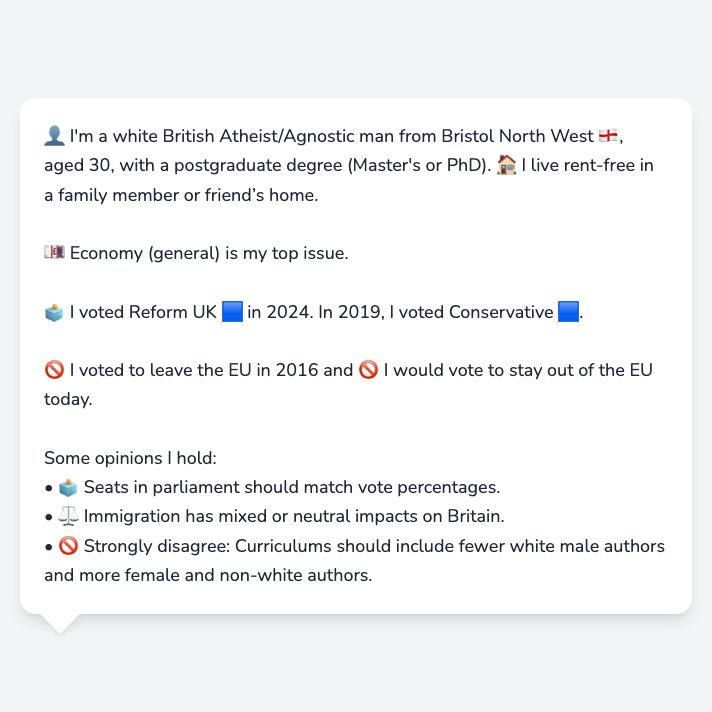 👤 I'm a white British Atheist/Agnostic man from Bristol North West 🏴󠁧󠁢󠁥󠁮󠁧󠁿,
aged 30, with a postgraduate degree (Master's or PhD). 🏠 I live rent-free in
a family member or friend’s home.
💷 Economy (general) is my top issue.
🗳️ I voted Reform UK 🟦 in 2024. In 2019, I voted Conservative 🟦.
🚫 I voted to leave the EU in 2016 and 🚫 I would vote to stay out of the EU
today.
Some opinions I hold:
• 🗳️ Seats in parliament should match vote percentages.
• ⚖️ Immigration has mixed or neutral impacts on Britain.
• 🚫 Strongly disagree: Curriculums should include fewer white male authors
and more female and non-white authors.